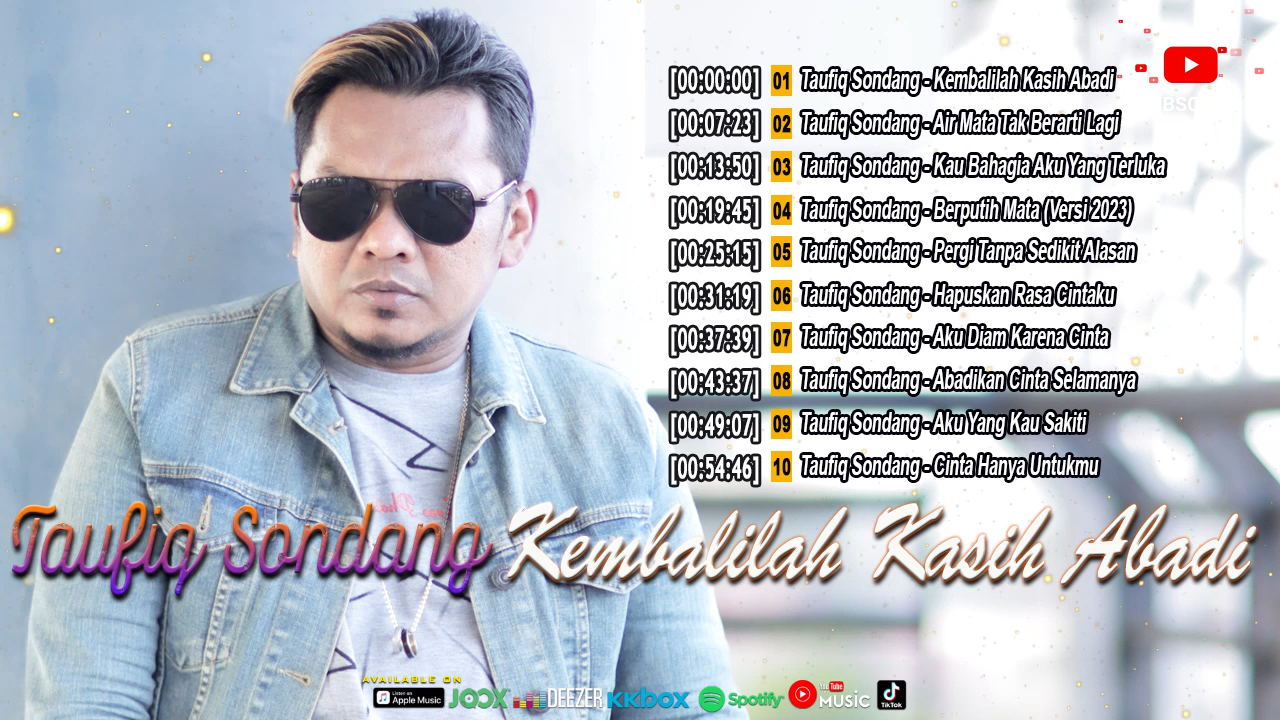 [00:00:00] 01 Taufiq Sondang - Kembalilah Kasih Abadi
[00:07:23] 02 Taufiq Sondang - Air Mata Tak Berarti Lagi
[00:13:50] 03 Taufiq Sondang - Kau Bahagia Aku Yang Terluka
[00:19:45] 04 Taufiq Sondang - Berputih Mata (Versi 2023)
[00:25:15] 05 Taufiq Sondang - Pergi Tanpa Sedikit Alasan
[00:31:19] 06 Taufiq Sondang - Hapuskan Rasa Cintaku
[00:37:39] 07 Taufiq Sondang - Aku Diam Karena Cinta
[00:43:37] 08 Taufiq Sondang - Abadikan Cinta Selamanya
[00:49:07] 09 Taufiq Sondang - Aku Yang Kau Sakiti
[00:54:46] 10 Taufiq Sondang - Cinta Hanya Untukmu
Taufiq Sondang Kembalilah Kasih Abadi
AVAILABLE ON
Listen on Apple Music JOOX DEEZER KKBOX Spotify YouTube MUSIC TikTok